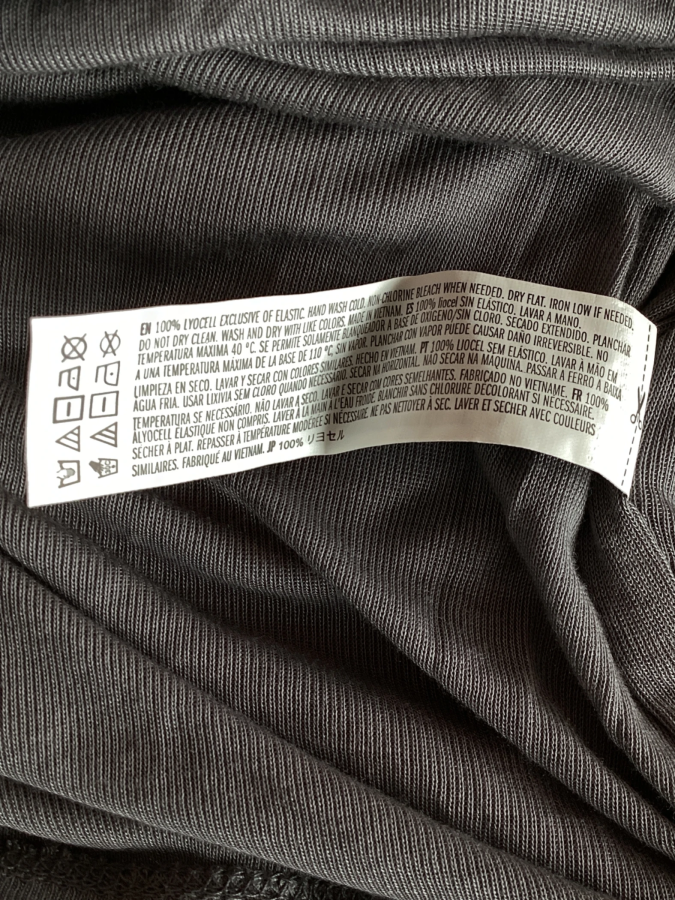 EN 100% LYOCELL EXCLUSIVE OF ELASTIC. HAND WASH COLD. NON-CHLORINE BLEACH WHEN NEEDED. DRY FLAT. IRON LOW IF NEEDED.
DO NOT DRY CLEAN. WASH AND DRY WITH LIKE COLORS. MADE IN VIETNAM. ES 100% liocel SIN ELÁSTICO. LAVAR A MANO.
TEMPERATURA MÁXIMA 40 °C. SE PERMITE SOLAMENTE BLANQUEADOR A BASE DE OXÍGENO/SIN CLORO. SECADO EXTENDIDO. PLANCHAR
A UNA TEMPERATURA MÁXIMA DE LA BASE DE 110 °C, SIN VAPOR. PLANCHAR CON VAPOR PUEDE CAUSAR DAÑO IRREVERSIBLE. NO
LIMPIEZA EN SECO. LAVAR Y SECAR CON COLORES SIMILARES. HECHO EN VIETNAM. PT 100% LIOCEL SEM ELÁSTICO. LAVAR À MÃO EM
ÁGUA FRIA. USAR LIXIVIA SEM CLORO QUANDO NECESSÁRIO. SECAR NA HORIZONTAL. NÃO SECAR NA MÁQUINA. PASSAR A FERRO A BAIXA
TEMPERATURA SE NECESSÁRIO. NÃO LAVAR A SECO. LAVAR E SECAR COM CORES SEMELHANTES. FABRICADO NO VIETNAME. FR 100%
ÁLYOCELL ÉLASTIQUE NON COMPRIS. LAVER À LA MAIN À L'EAU FROIDE. BLANCHIR SANS CHLORURE DÉCOLORANT SI NÉCESSAIRE.
SÉCHER À PLAT. REPASSER À TEMPÉRATURE MODÉRÉE SI NÉCESSAIRE. NE PAS NETTOYER À SEC. LAVER ET SÉCHER AVEC COULEURS
SIMILAIRES. FABRIQUÉ AU VIETNAM. JP 100% リヨセル